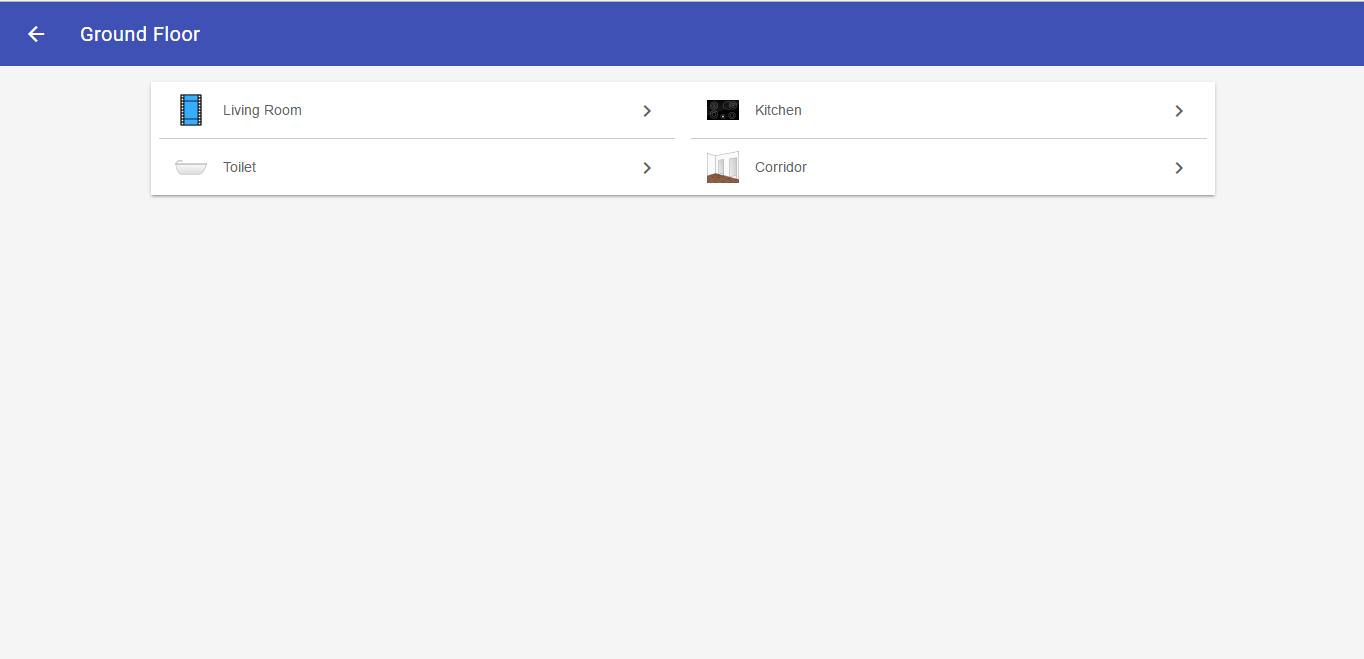 Ground Floor
Living Room
Kitchen
Toilet
Corridor